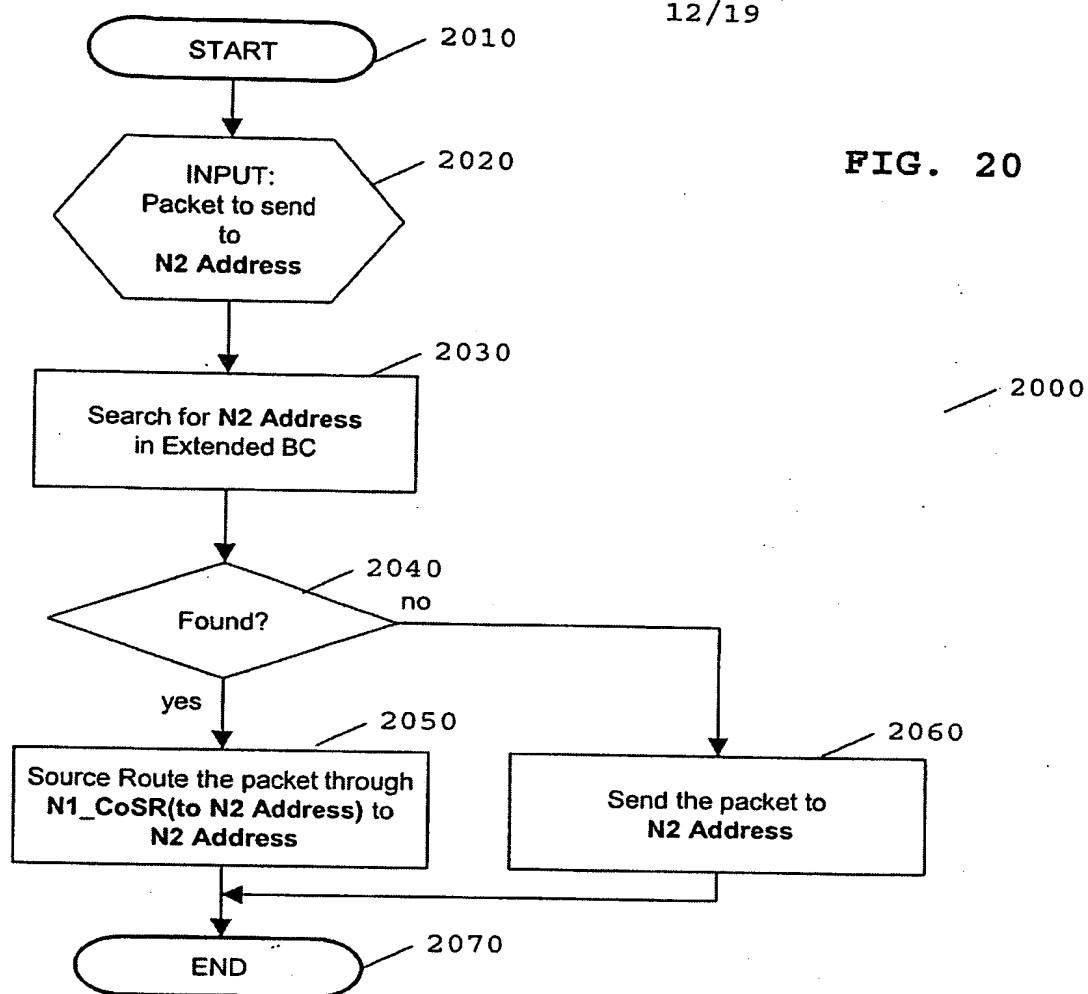 12/19
START
2010
INPUT:
Packet to send
to
N2 Address
2020
FIG. 20
2030
Search for N2 Address
in Extended BC
2000
2040
Found?
no
yes
2050
Source Route the packet through
N1_CoSR(to N2 Address) to
N2 Address
2060
Send the packet to
N2 Address
END
2070